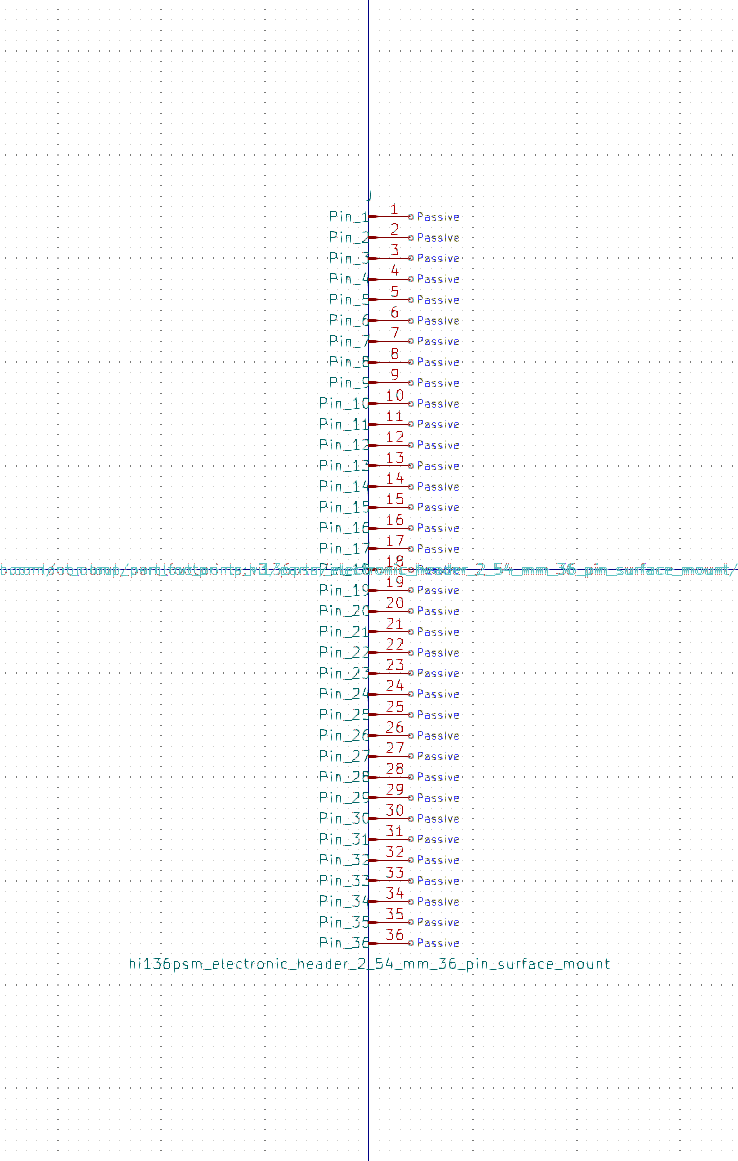 J
Pin_1 1 Passive
Pin_2 2 Passive
Pin_3 3 Passive
Pin_4 4 Passive
Pin_5 5 Passive
Pin_6 6 Passive
Pin_7 7 Passive
Pin_8 8 Passive
Pin_9 9 Passive
Pin_10 10 Passive
Pin_11 11 Passive
Pin_12 12 Passive
Pin_13 13 Passive
Pin_14 14 Passive
Pin_15 15 Passive
Pin_16 16 Passive
Pin_17 17 Passive
18
header_2_54_mm_36_pin_surface_mount/
Pin_19 19 Passive
Pin_20 20 Passive
Pin_21 21 Passive
Pin_22 22 Passive
Pin_23 23 Passive
Pin_24 24 Passive
Pin_25 25 Passive
Pin_26 26 Passive
Pin_27 27 Passive
Pin_28 28 Passive
Pin_29 29 Passive
Pin_30 30 Passive
Pin_31 31 Passive
Pin_32 32 Passive
Pin_33 33 Passive
Pin_34 34 Passive
Pin_35 35 Passive
Pin_36 36 Passive
hi136psm_electronic_header_2_54_mm_36_pin_surface_mount